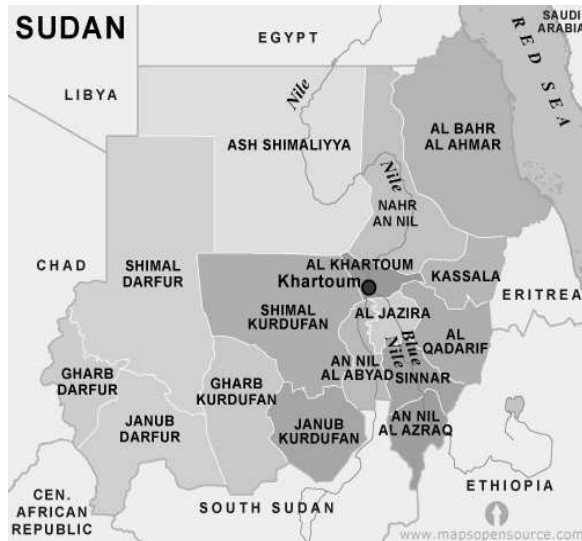 SUDAN
EGYPT
SAUDI
ARABIA
RED SEA
LIBYA
Nile
AL BAHR
AL AHMAR
ASH SHIMALIYYA
Nile
NAHR
AN NIL
CHAD
SHIMAL
DARFUR
AL KHARTOUM
Khartoum
KASSALA
ERITREA
SHIMAL
KURDUFAN
AL JAZIRA
AL
QADARIF
Blue
Nile
GHARB
DARFUR
GHARB
KURDUFAN
AN NIL
AL ABYAD
SINNAR
JANUB
DARFUR
JANUB
KURDUFAN
AN NIL
AL AZRAQ
CEN.
AFRICAN
REPUBLIC
SOUTH SUDAN
ETHIOPIA
www.mapsopensource.com